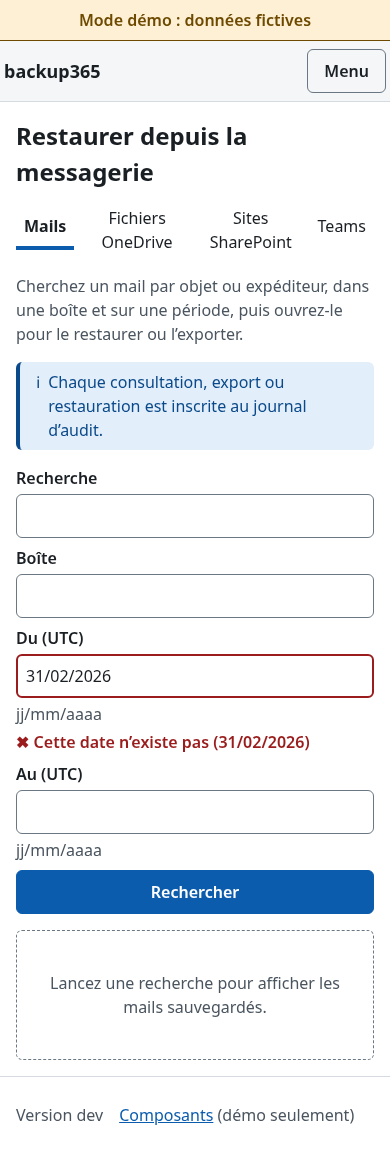 Mode démo : données fictives
backup365
Menu
Restaurer depuis la
messagerie
Mails
Fichiers
OneDrive
Sites
SharePoint
Teams
Cherchez un mail par objet ou expéditeur, dans
une boîte et sur une période, puis ouvrez-le
pour le restaurer ou l’exporter.
i Chaque consultation, export ou
restauration est inscrite au journal
d’audit.
Recherche
Boîte
Du (UTC)
31/02/2026
jj/mm/aaaa
✖ Cette date n’existe pas (31/02/2026)
Au (UTC)
jj/mm/aaaa
Rechercher
Lancez une recherche pour afficher les
mails sauvegardés.
Version dev Composants (démo seulement)